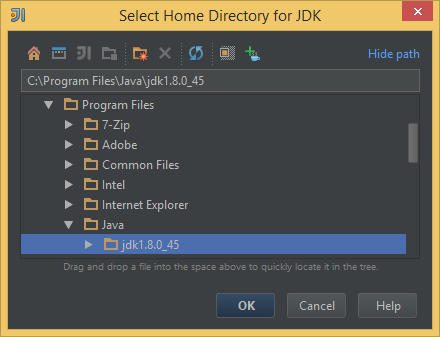 Select Home Directory for JDK
Hide path
C:\Program Files\Java\jdk1.8.0_45
Program Files
7-Zip
Adobe
Common Files
Intel
Internet Explorer
Java
jdk1.8.0_45
Drag and drop a file into the space above to quickly locate it in the tree.
OK Cancel Help